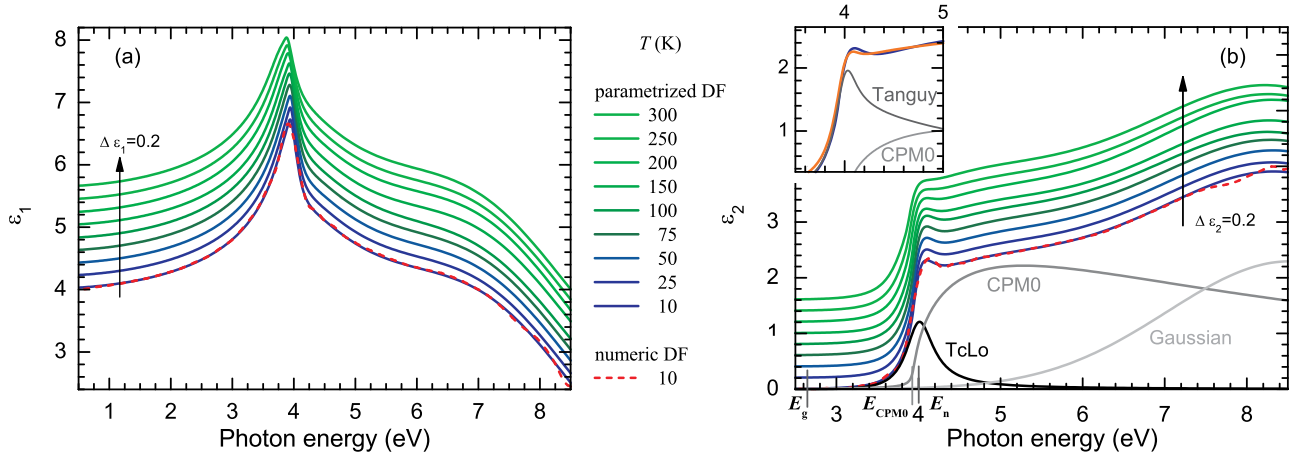 (a)
8
7
6
5
4
3
ε1
Δ ε1=0.2
1 2 3 4 5 6 7 8
Photon energy (eV)
T (K)
parametrized DF
300
250
200
150
100
75
50
25
10
numeric DF
10
(b)
4 5
2
1
Tanguy
CPM0
3
2
1
0
ε2
Δ ε2=0.2
CPM0
Gaussian
TcLo
Eg ECPM0 En
3 4 5 6 7 8
Photon energy (eV)